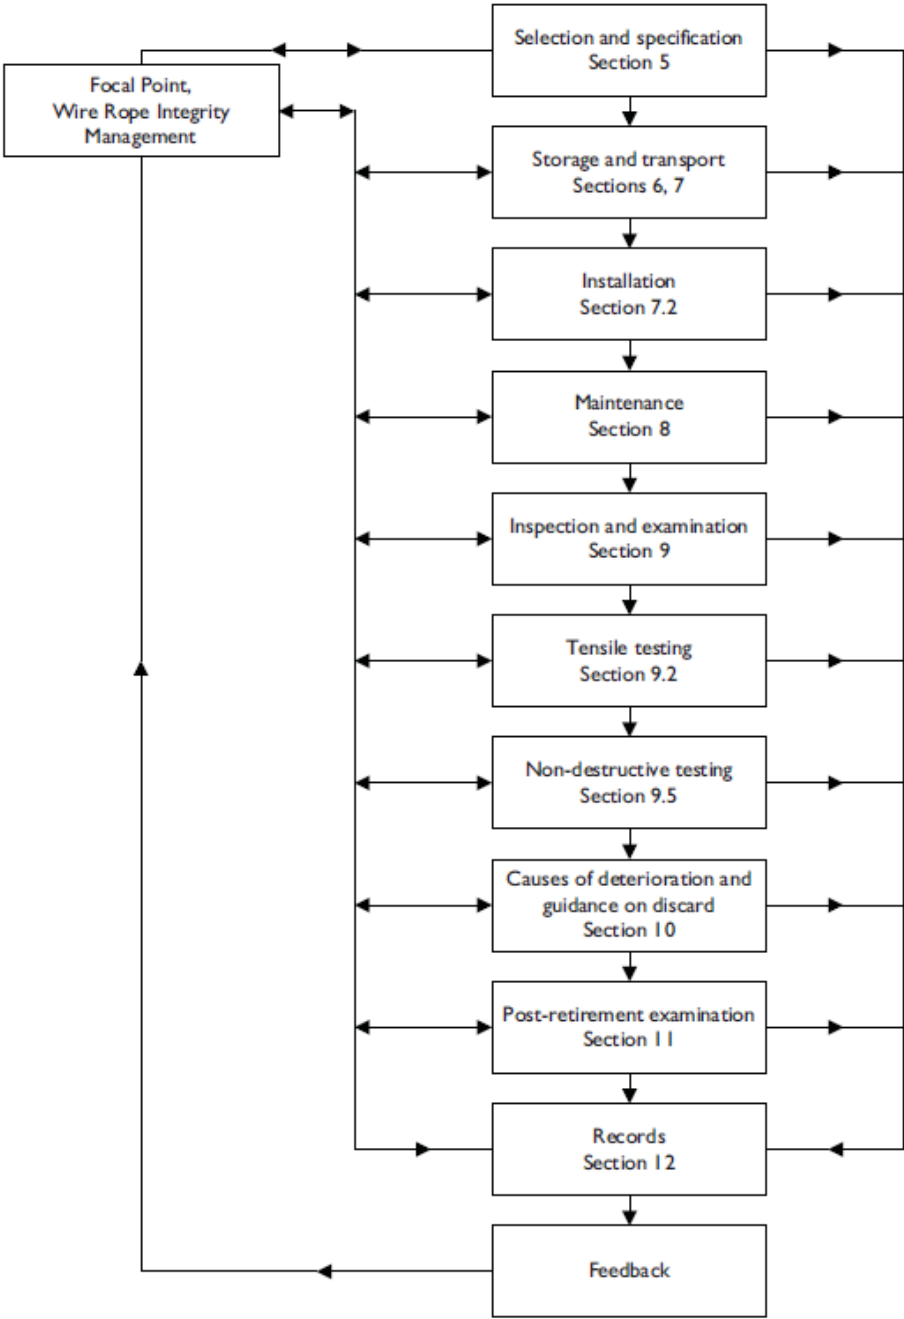 Selection and specification
Section 5
Focal Point,
Wire Rope Integrity
Management
Storage and transport
Sections 6, 7
Installation
Section 7.2
Maintenance
Section 8
Inspection and examination
Section 9
Tensile testing
Section 9.2
Non-destructive testing
Section 9.5
Causes of deterioration and
guidance on discard
Section 10
Post-retirement examination
Section 11
Records
Section 12
Feedback